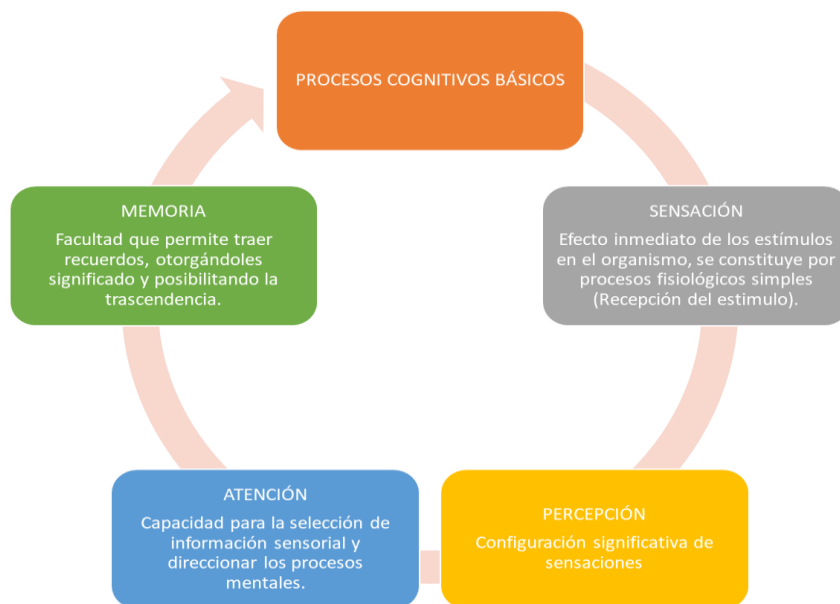 PROCESOS COGNITIVOS BÁSICOS
SENSACIÓN
Efecto inmediato de los estímulos
en el organismo, se constituye por
procesos fisiológicos simples
(Recepción del estimulo).
PERCEPCIÓN
Configuración significativa de
sensaciones
ATENCIÓN
Capacidad para la selección de
información sensorial y
direccionar los procesos
mentales.
MEMORIA
Facultad que permite traer
recuerdos, otorgándoles
significado y posibilitando la
trascendencia.